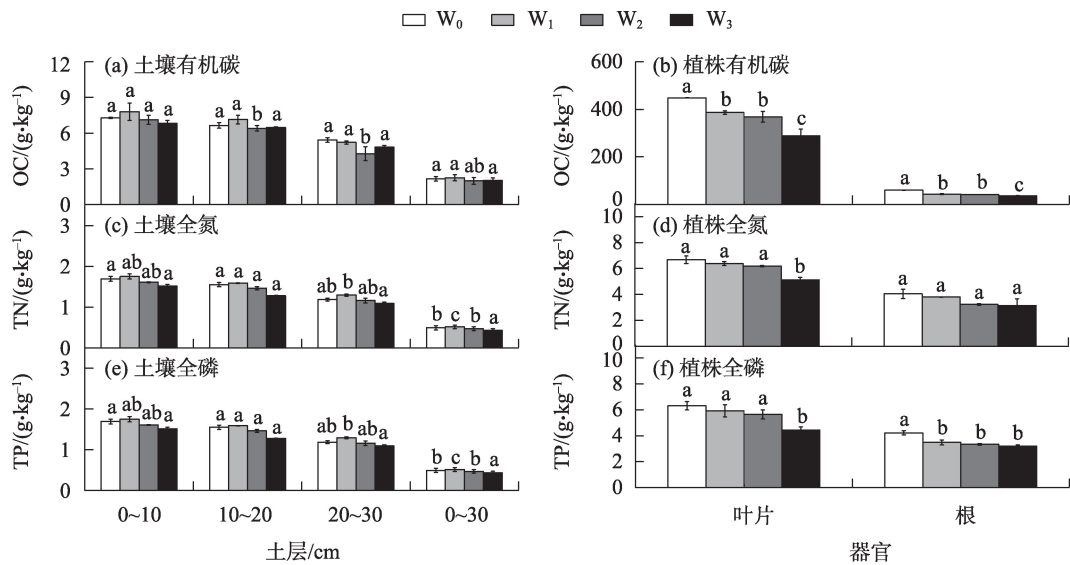 W₀ W₁ W₂ W₃
(a) 土壤有机碳
OC/(g•kg⁻¹)
12
9
6
3
0
a a a a
a a b a
a a b a
a a ab a
(b) 植株有机碳
OC/(g•kg⁻¹)
600
400
200
0
a b b c
a b b c
(c) 土壤全氮
TN/(g•kg⁻¹)
3
2
1
0
a ab ab a
a a a a
ab b ab a
b c b a
(d) 植株全氮
TN/(g•kg⁻¹)
10
8
6
4
2
0
a a a b
a a a a
(e) 土壤全磷
TP/(g•kg⁻¹)
3
2
1
0
a ab ab a
a a a a
ab b ab a
b c b a
0~10 10~20 20~30 0~30
土层/cm
(f) 植株全磷
TP/(g•kg⁻¹)
10
8
6
4
2
0
a a a b
a b b b
叶片 根
器官